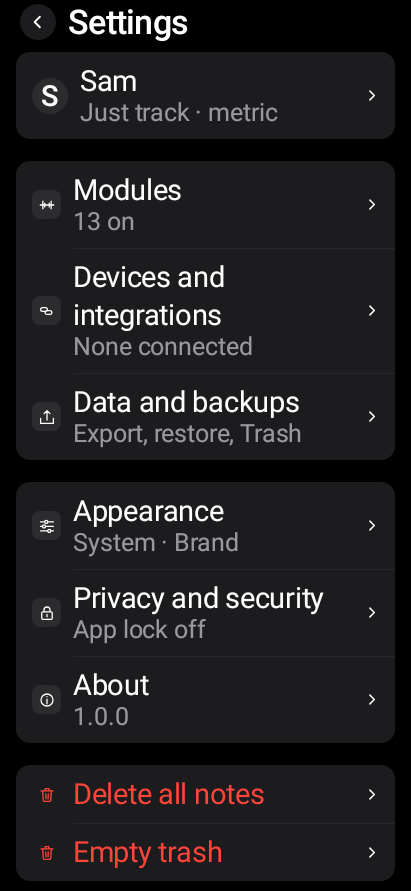 Settings
S
Sam
Just track · metric
Modules
13 on
Devices and
integrations
None connected
Data and backups
Export, restore, Trash
Appearance
System · Brand
Privacy and security
App lock off
About
1.0.0
Delete all notes
Empty trash